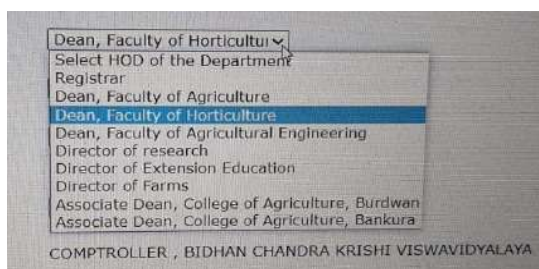 Dean, Faculty of Horticultu
Select HOD of the Department
Registrar
Dean, Faculty of Agriculture
Dean, Faculty of Horticulture
Dean, Faculty of Agricultural Engineering
Director of research
Director of Extension Education
Director of Farms
Associate Dean, College of Agriculture, Burdwan
Associate Dean, College of Agriculture, Bankura
COMPTROLLER , BIDHAN CHANDRA KRISHI VISWAVIDYALAYA